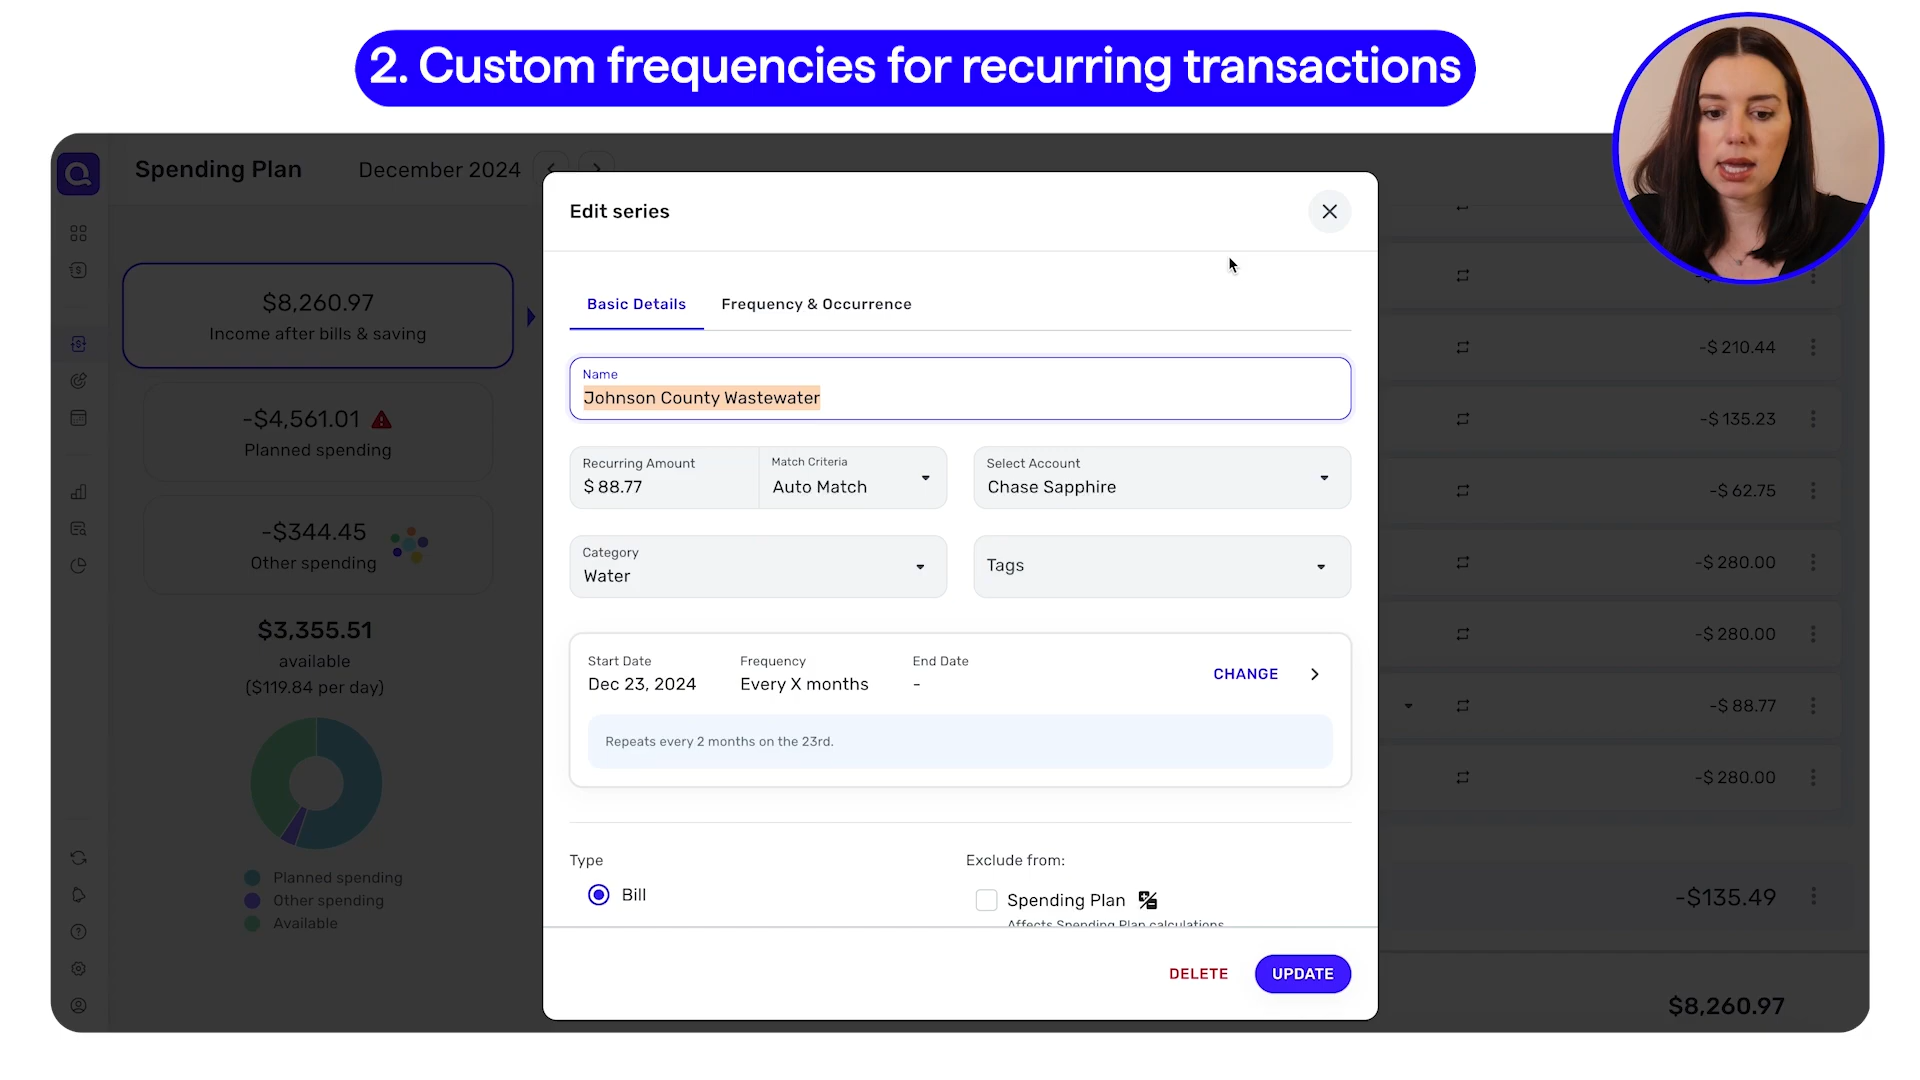 2. Custom frequencies for recurring transactions
Spending Plan
December 2024
$8,260.97
Income after bills & saving
-$4,561.01
Planned spending
-$344.45
Other spending
$3,355.51
available
($119.84 per day)
Planned spending
Other spending
Available
Edit series
Basic Details
Frequency & Occurrence
Name
Johnson County Wastewater
Recurring Amount
$ 88.77
Match Criteria
Auto Match
Select Account
Chase Sapphire
Category
Water
Tags
Start Date
Dec 23, 2024
Frequency
Every X months
End Date
-
CHANGE
Repeats every 2 months on the 23rd.
Type
Bill
Exclude from:
Spending Plan
Affects Spending Plan calculations
DELETE
UPDATE
-$ 210.44
-$ 135.23
-$ 62.75
-$ 280.00
-$ 280.00
-$ 88.77
-$ 280.00
-$135.49
$8,260.97